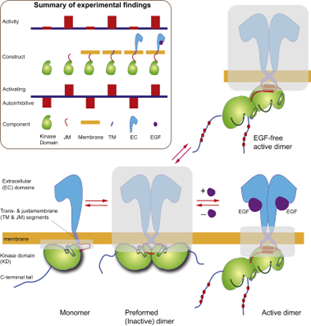 Summary of experimental findings
Activity
Construct
Activating
Autoinhibitive
Component
Kinase
Domain
JM
Membrane
TM
EC
EGF
EGF-free
active dimer
Extracellular
(EC) domains
Trans- & juxtamembrane
(TM & JM)
segments
membrane
Kinase domain
(KD)
C-terminal tail
+
−
EGF
EGF
Monomer
Preformed
(Inactive) dimer
Active dimer